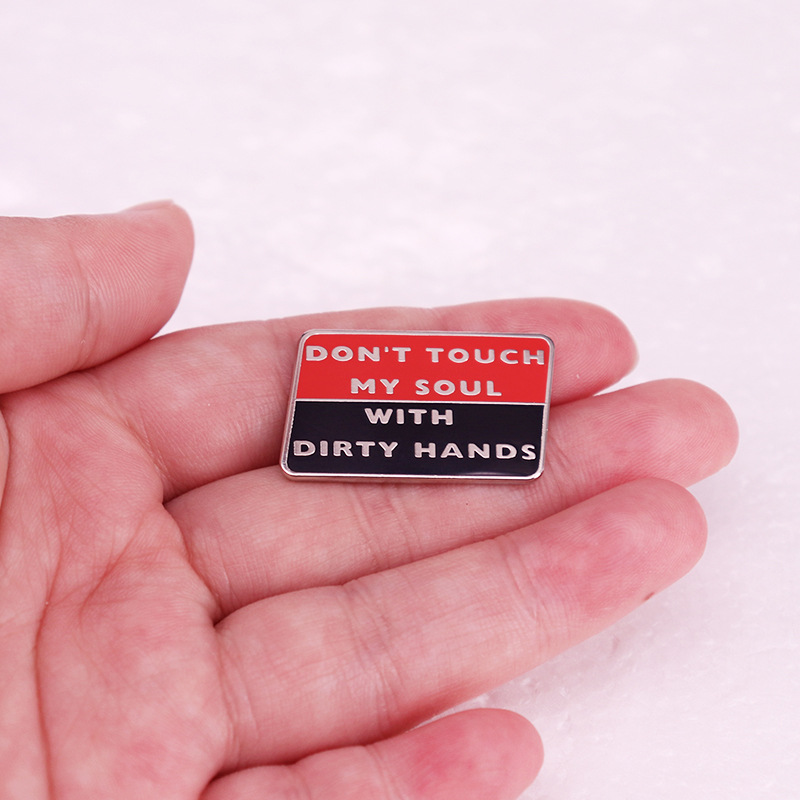 DON'T TOUCH
MY SOUL
WITH
DIRTY HANDS